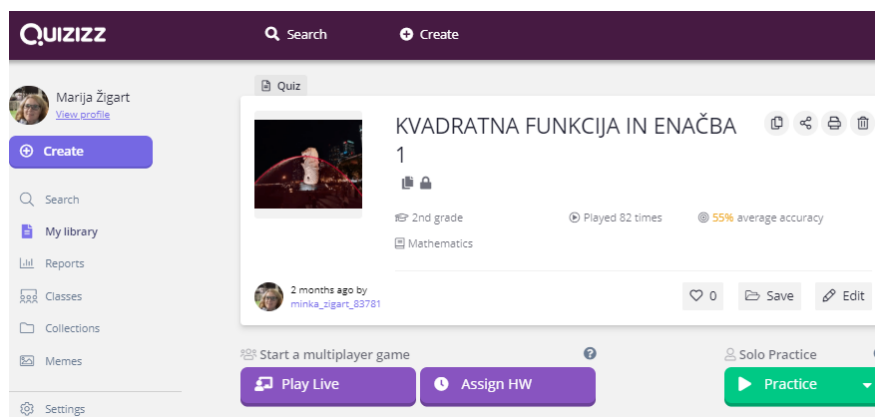 QUIZIZZ
Search
Create
Marija Žigart
View profile
Create
Search
My library
Reports
Classes
Collections
Memes
Settings
Quiz
KVADRATNA FUNKCIJA IN ENAČBA
1
2nd grade
Played 82 times
55% average accuracy
Mathematics
2 months ago by
minka_zigart_83781
0
Save
Edit
Start a multiplayer game
Play Live
Assign HW
Solo Practice
Practice